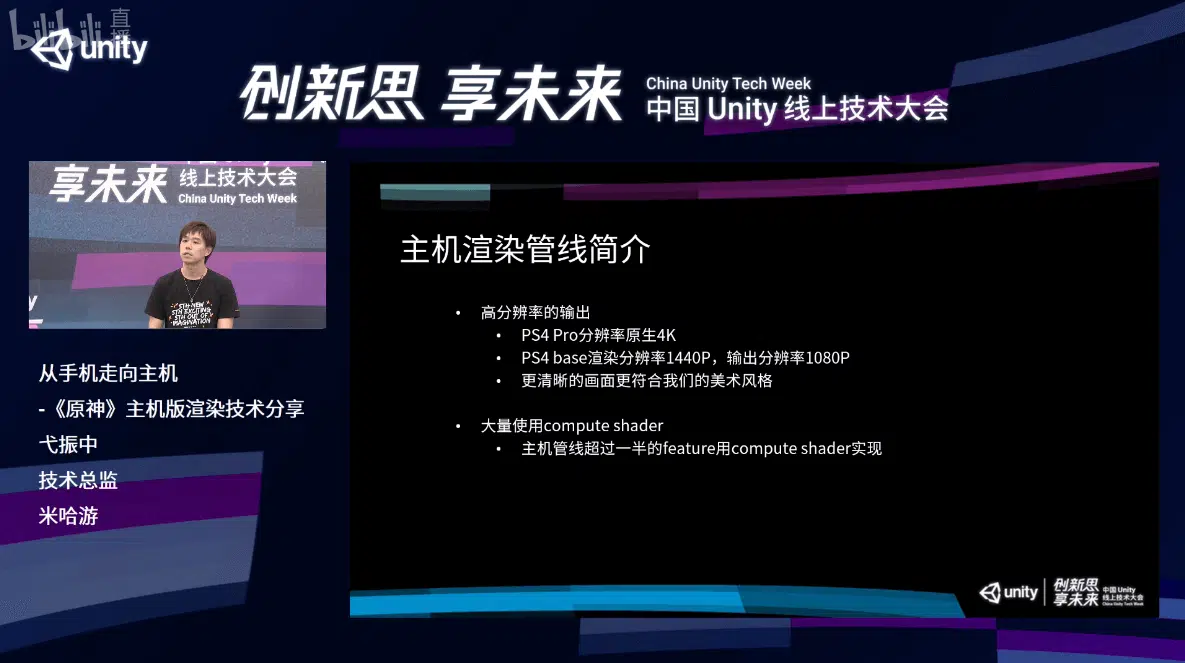 bilibili 直播
unity
创新思 享未来
China Unity Tech Week
中国 Unity 线上技术大会
享未来
线上技术大会
China Unity Tech Week
5TH NEW
5TH EXCITING
5TH OUT OF
IMAGINATION
从手机走向主机
-《原神》主机版渲染技术分享
弋振中
技术总监
米哈游
主机渲染管线简介
• 高分辨率的输出
• PS4 Pro分辨率原生4K
• PS4 base渲染分辨率1440P，输出分辨率1080P
• 更清晰的画面更符合我们的美术风格
• 大量使用compute shader
• 主机管线超过一半的feature用compute shader实现
unity
创新思
享未来
中国 Unity
线上技术大会
China Unity Tech Week